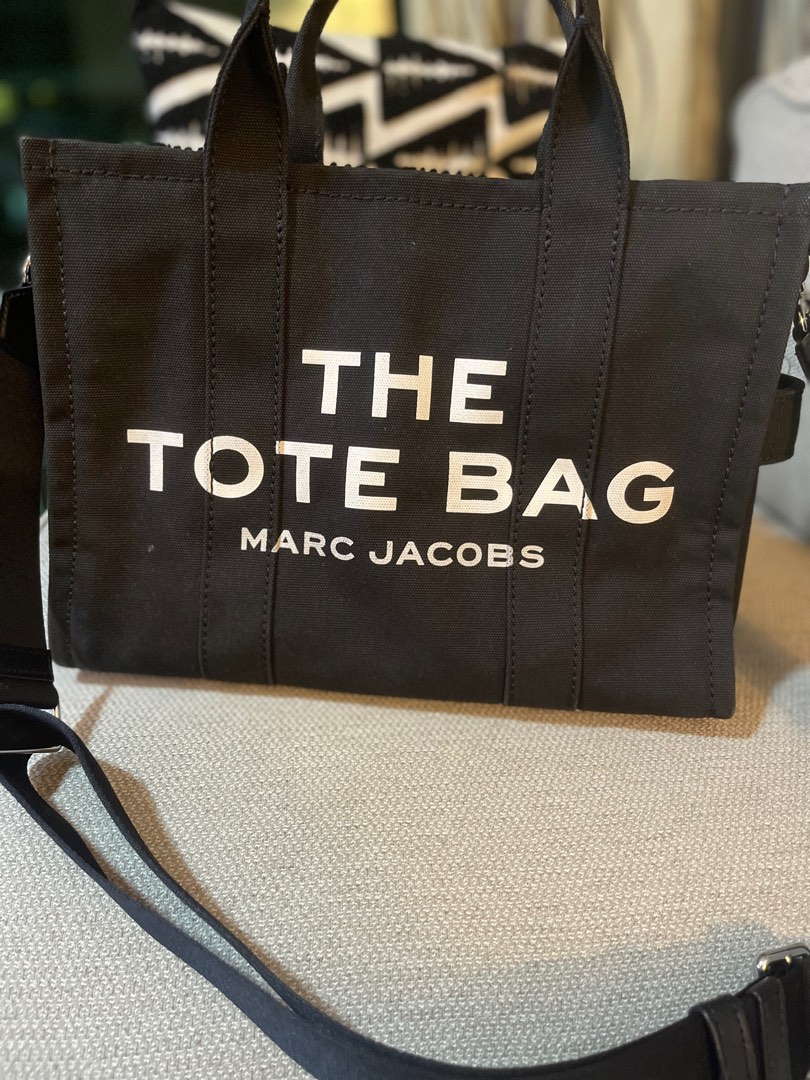 THE
TOTE BAG
MARC JACOBS